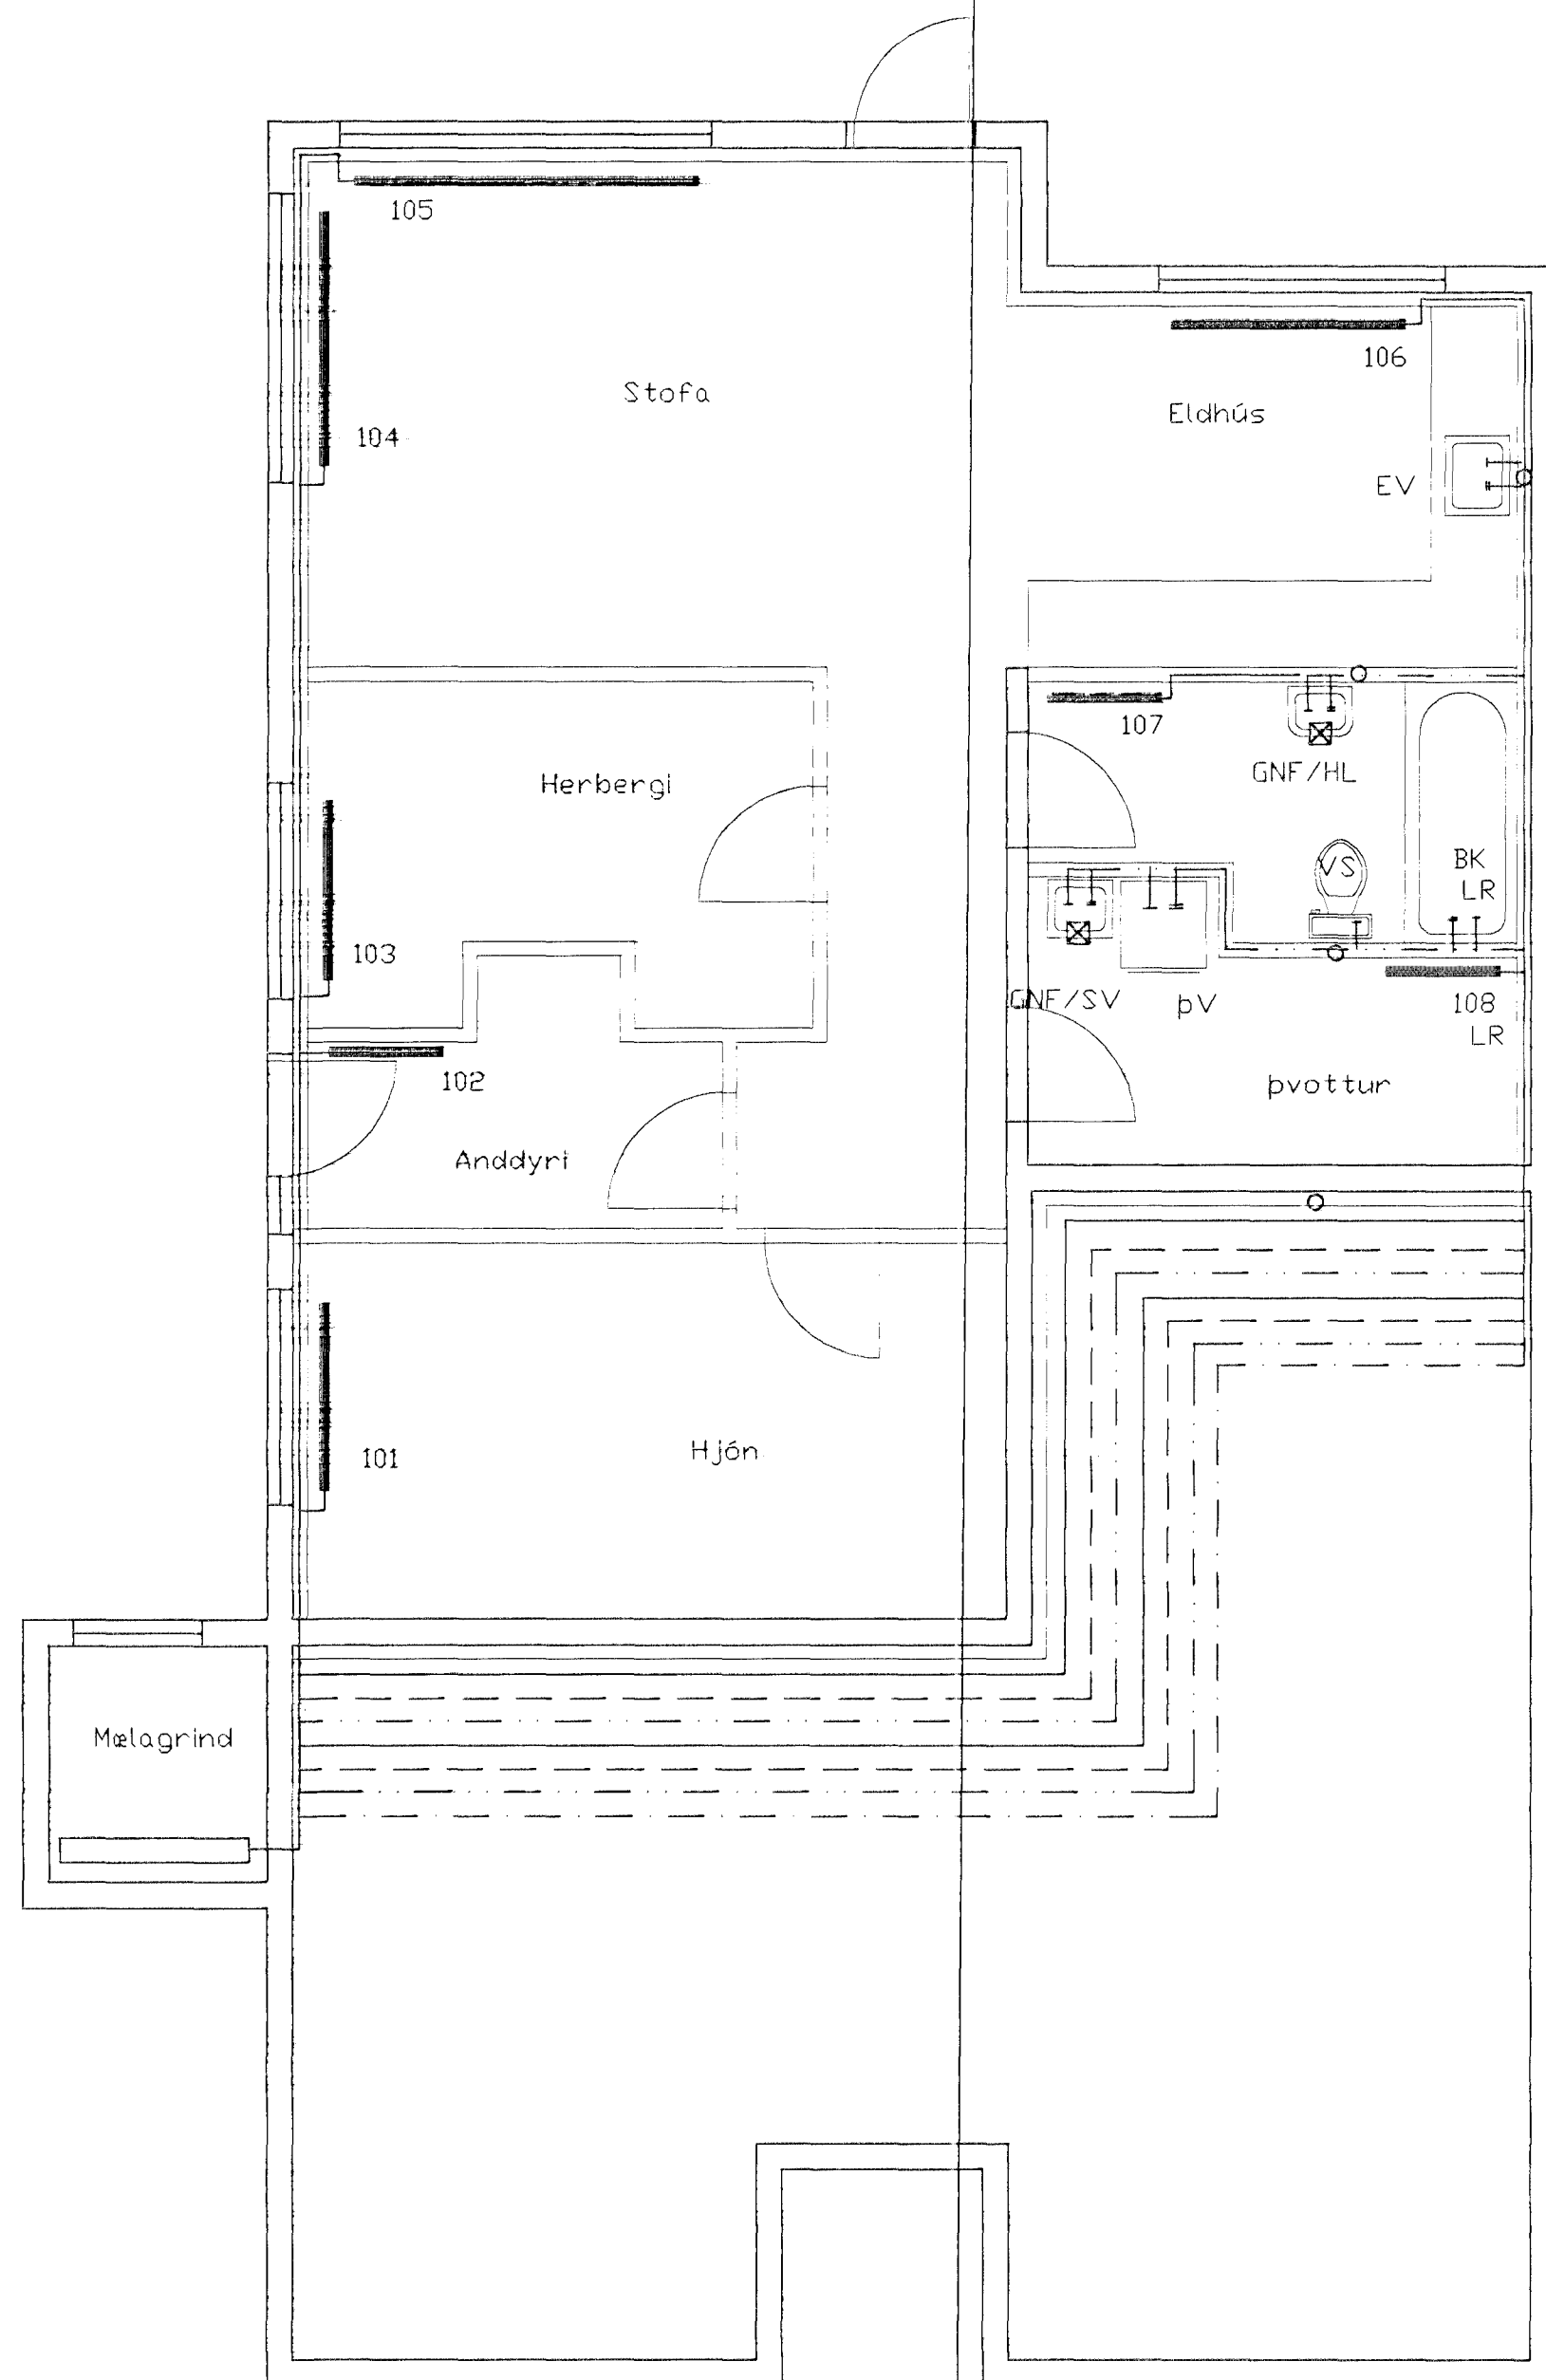 105
106
Stofa
Eldhús
104
EV
107
GNF/HL
Herbergi
VS
BK
LR
103
GNF/SV
þV
108
LR
102
þvottur
Anddyri
Hjón
101
Mælagrind